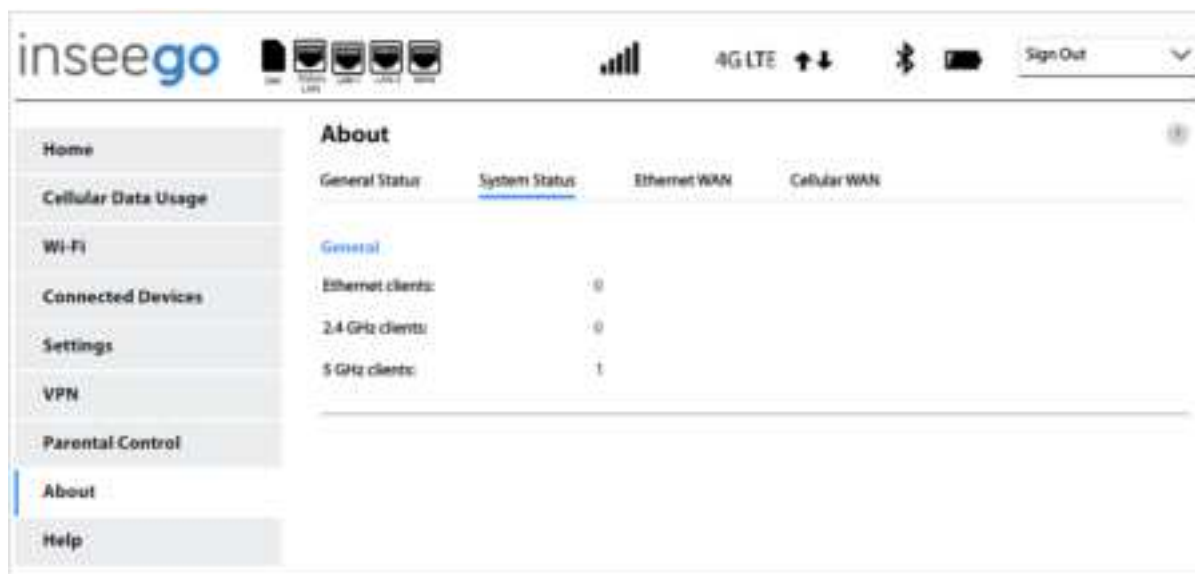 inseego
4G LTE
Sign Out
Home
Cellular Data Usage
Wi-Fi
Connected Devices
Settings
VPN
Parental Control
About
Help
About
General Status
System Status
Ethernet WAN
Cellular WAN
General
Ethernet clients: 0
2.4 GHz clients: 0
5 GHz clients: 1